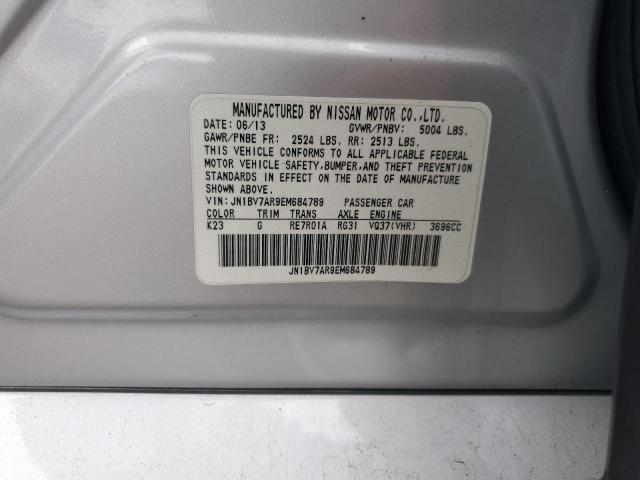 MANUFACTURED BY NISSAN MOTOR CO.,LTD.
DATE: 06/13 GVWR/PNBV: 5004 LBS.
GAWR/PNBE FR: 2524 LBS. RR: 2513 LBS.
THIS VEHICLE CONFORMS TO ALL APPLICABLE FEDERAL
MOTOR VEHICLE SAFETY,BUMPER,AND THEFT PREVENTION
STANDARDS IN EFFECT ON THE DATE OF MANUFACTURE
SHOWN ABOVE.
VIN: JN1BV7AR9EM684789 PASSENGER CAR
COLOR TRIM TRANS AXLE ENGINE
K23 G RE7R01A RG31 VQ37(VHR) 3696CC
JN1BV7AR9EM684789